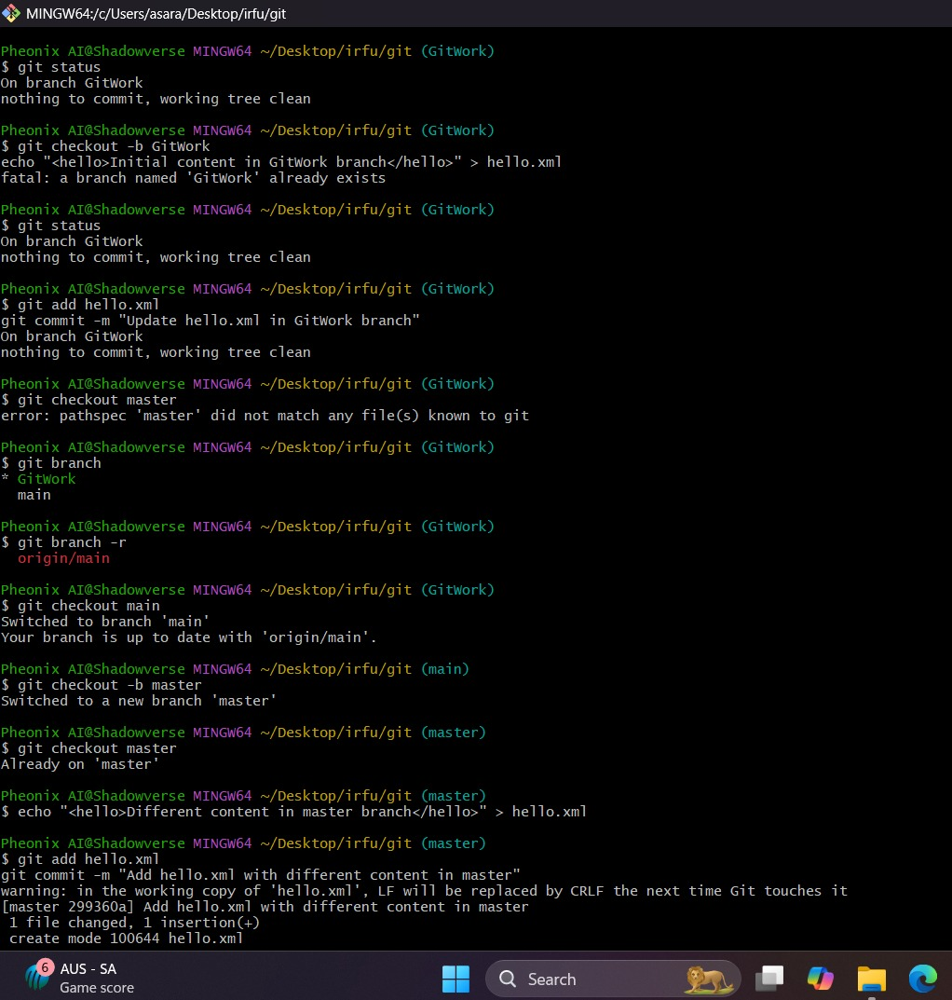 MINGW64:/c/Users/asara/Desktop/irfu/git
Pheonix AI@Shadowverse MINGW64 ~/Desktop/irfu/git (GitWork)
$ git status
On branch GitWork
nothing to commit, working tree clean
Pheonix AI@Shadowverse MINGW64 ~/Desktop/irfu/git (GitWork)
$ git checkout -b GitWork
echo "<hello>Initial content in GitWork branch</hello>" > hello.xml
fatal: a branch named 'GitWork' already exists
Pheonix AI@Shadowverse MINGW64 ~/Desktop/irfu/git (GitWork)
$ git status
On branch GitWork
nothing to commit, working tree clean
Pheonix AI@Shadowverse MINGW64 ~/Desktop/irfu/git (GitWork)
$ git add hello.xml
git commit -m "Update hello.xml in GitWork branch"
On branch GitWork
nothing to commit, working tree clean
Pheonix AI@Shadowverse MINGW64 ~/Desktop/irfu/git (GitWork)
$ git checkout master
error: pathspec 'master' did not match any file(s) known to git
Pheonix AI@Shadowverse MINGW64 ~/Desktop/irfu/git (GitWork)
$ git branch
* GitWork
main
Pheonix AI@Shadowverse MINGW64 ~/Desktop/irfu/git (GitWork)
$ git branch -r
origin/main
Pheonix AI@Shadowverse MINGW64 ~/Desktop/irfu/git (GitWork)
$ git checkout main
Switched to branch 'main'
Your branch is up to date with 'origin/main'.
Pheonix AI@Shadowverse MINGW64 ~/Desktop/irfu/git (main)
$ git checkout -b master
Switched to a new branch 'master'
Pheonix AI@Shadowverse MINGW64 ~/Desktop/irfu/git (master)
$ git checkout master
Already on 'master'
Pheonix AI@Shadowverse MINGW64 ~/Desktop/irfu/git (master)
$ echo "<hello>Different content in master branch</hello>" > hello.xml
Pheonix AI@Shadowverse MINGW64 ~/Desktop/irfu/git (master)
$ git add hello.xml
git commit -m "Add hello.xml with different content in master"
warning: in the working copy of 'hello.xml', LF will be replaced by CRLF the next time Git touches it
[master 299360a] Add hello.xml with different content in master
1 file changed, 1 insertion(+)
create mode 100644 hello.xml
6
AUS - SA
Game score
Search